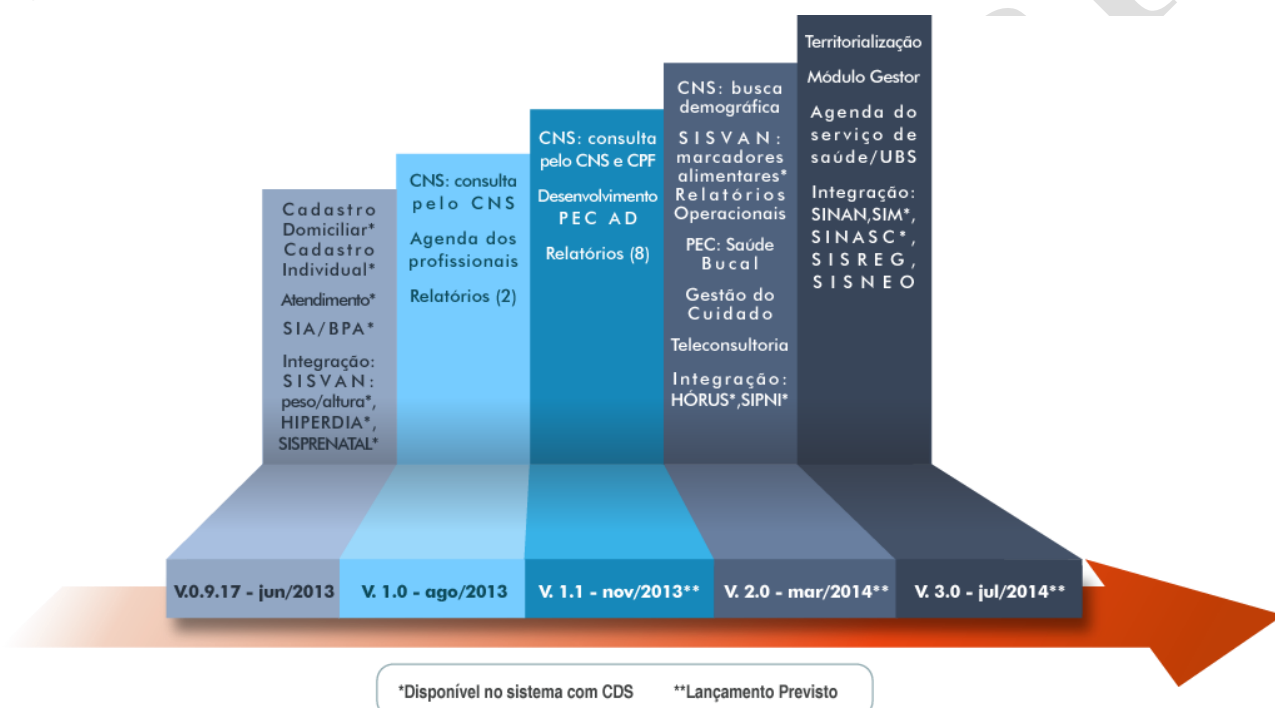 Cadastro
Domiciliar*
Cadastro
Individual*
Atendimento*
SIA/BPA*
Integração:
SISVAN:
peso/altura*,
HIPERDIA*,
SISPRENATAL*
CNS: consulta
pelo CNS
Agenda dos
profissionais
Relatórios (2)
CNS: consulta
pelo CNS e CPF
Desenvolvimento
PEC AD
Relatórios (8)
CNS: busca
demográfica
SISVAN:
marcadores
alimentares*
Relatórios
Operacionais
PEC: Saúde
Bucal
Gestão do
Cuidado
Teleconsultoria
Integração:
HÓRUS*,SIPNI*
Territorialização
Módulo Gestor
Agenda do
serviço de
saúde/UBS
Integração:
SINAN,SIM*,
SINASC*,
SISREG,
SISNEO
V.0.9.17 - jun/2013
V. 1.0 - ago/2013
V. 1.1 - nov/2013**
V. 2.0 - mar/2014**
V. 3.0 - jul/2014**
*Disponível no sistema com CDS **Lançamento Previsto